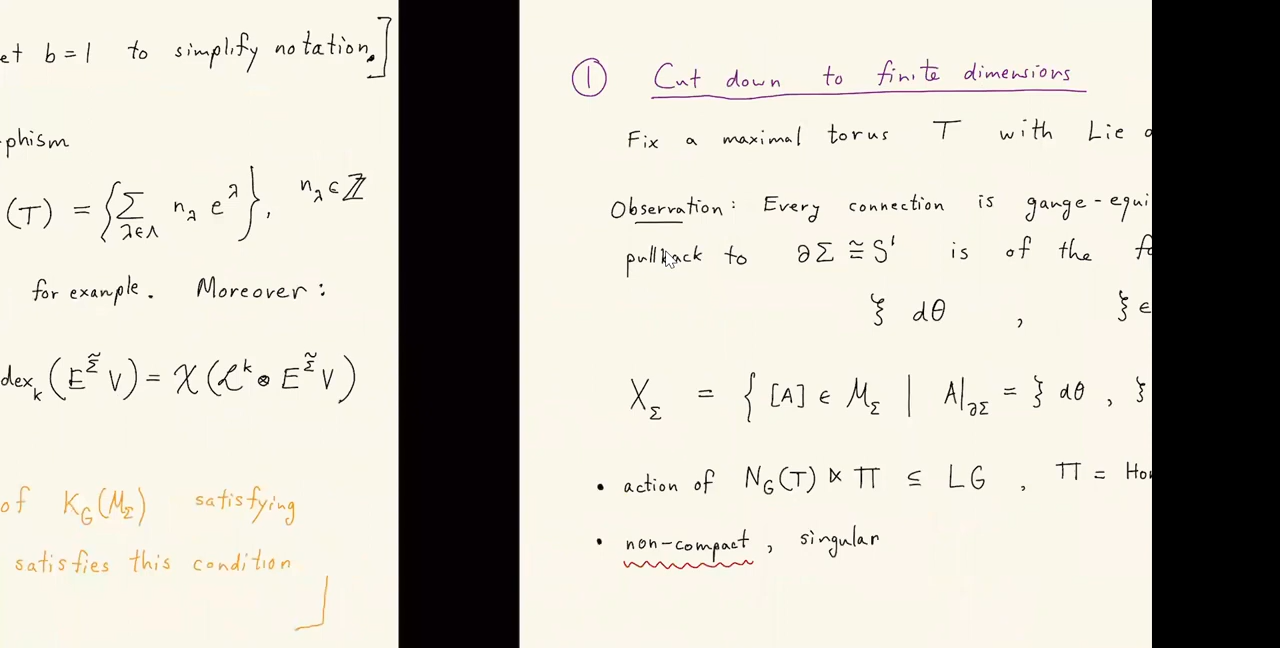 et b = 1 to simplify notation.]
phism
(T) = { ∑_{λ∈Λ} n_λ e^λ }, n_λ ∈ ℤ
for example. Moreover :
dex_k (E^{Σ̃} V) = χ(ℒ^k ⊗ E^{Σ̃} V)
of K_G(M_Σ) satisfying
satisfies this condition ]
① Cut down to finite dimensions
Fix a maximal torus T with Lie
Observation : Every connection is gauge-equi
pullback to ∂Σ ≅ S¹ is of the fo
ξ dθ , ξ ∈
X_Σ = { [A] ∈ M_Σ | A|_{∂Σ} = ξ dθ , ξ
• action of N_G(T) ⋉ Π ≤ LG , Π = Ho
• non-compact , singular